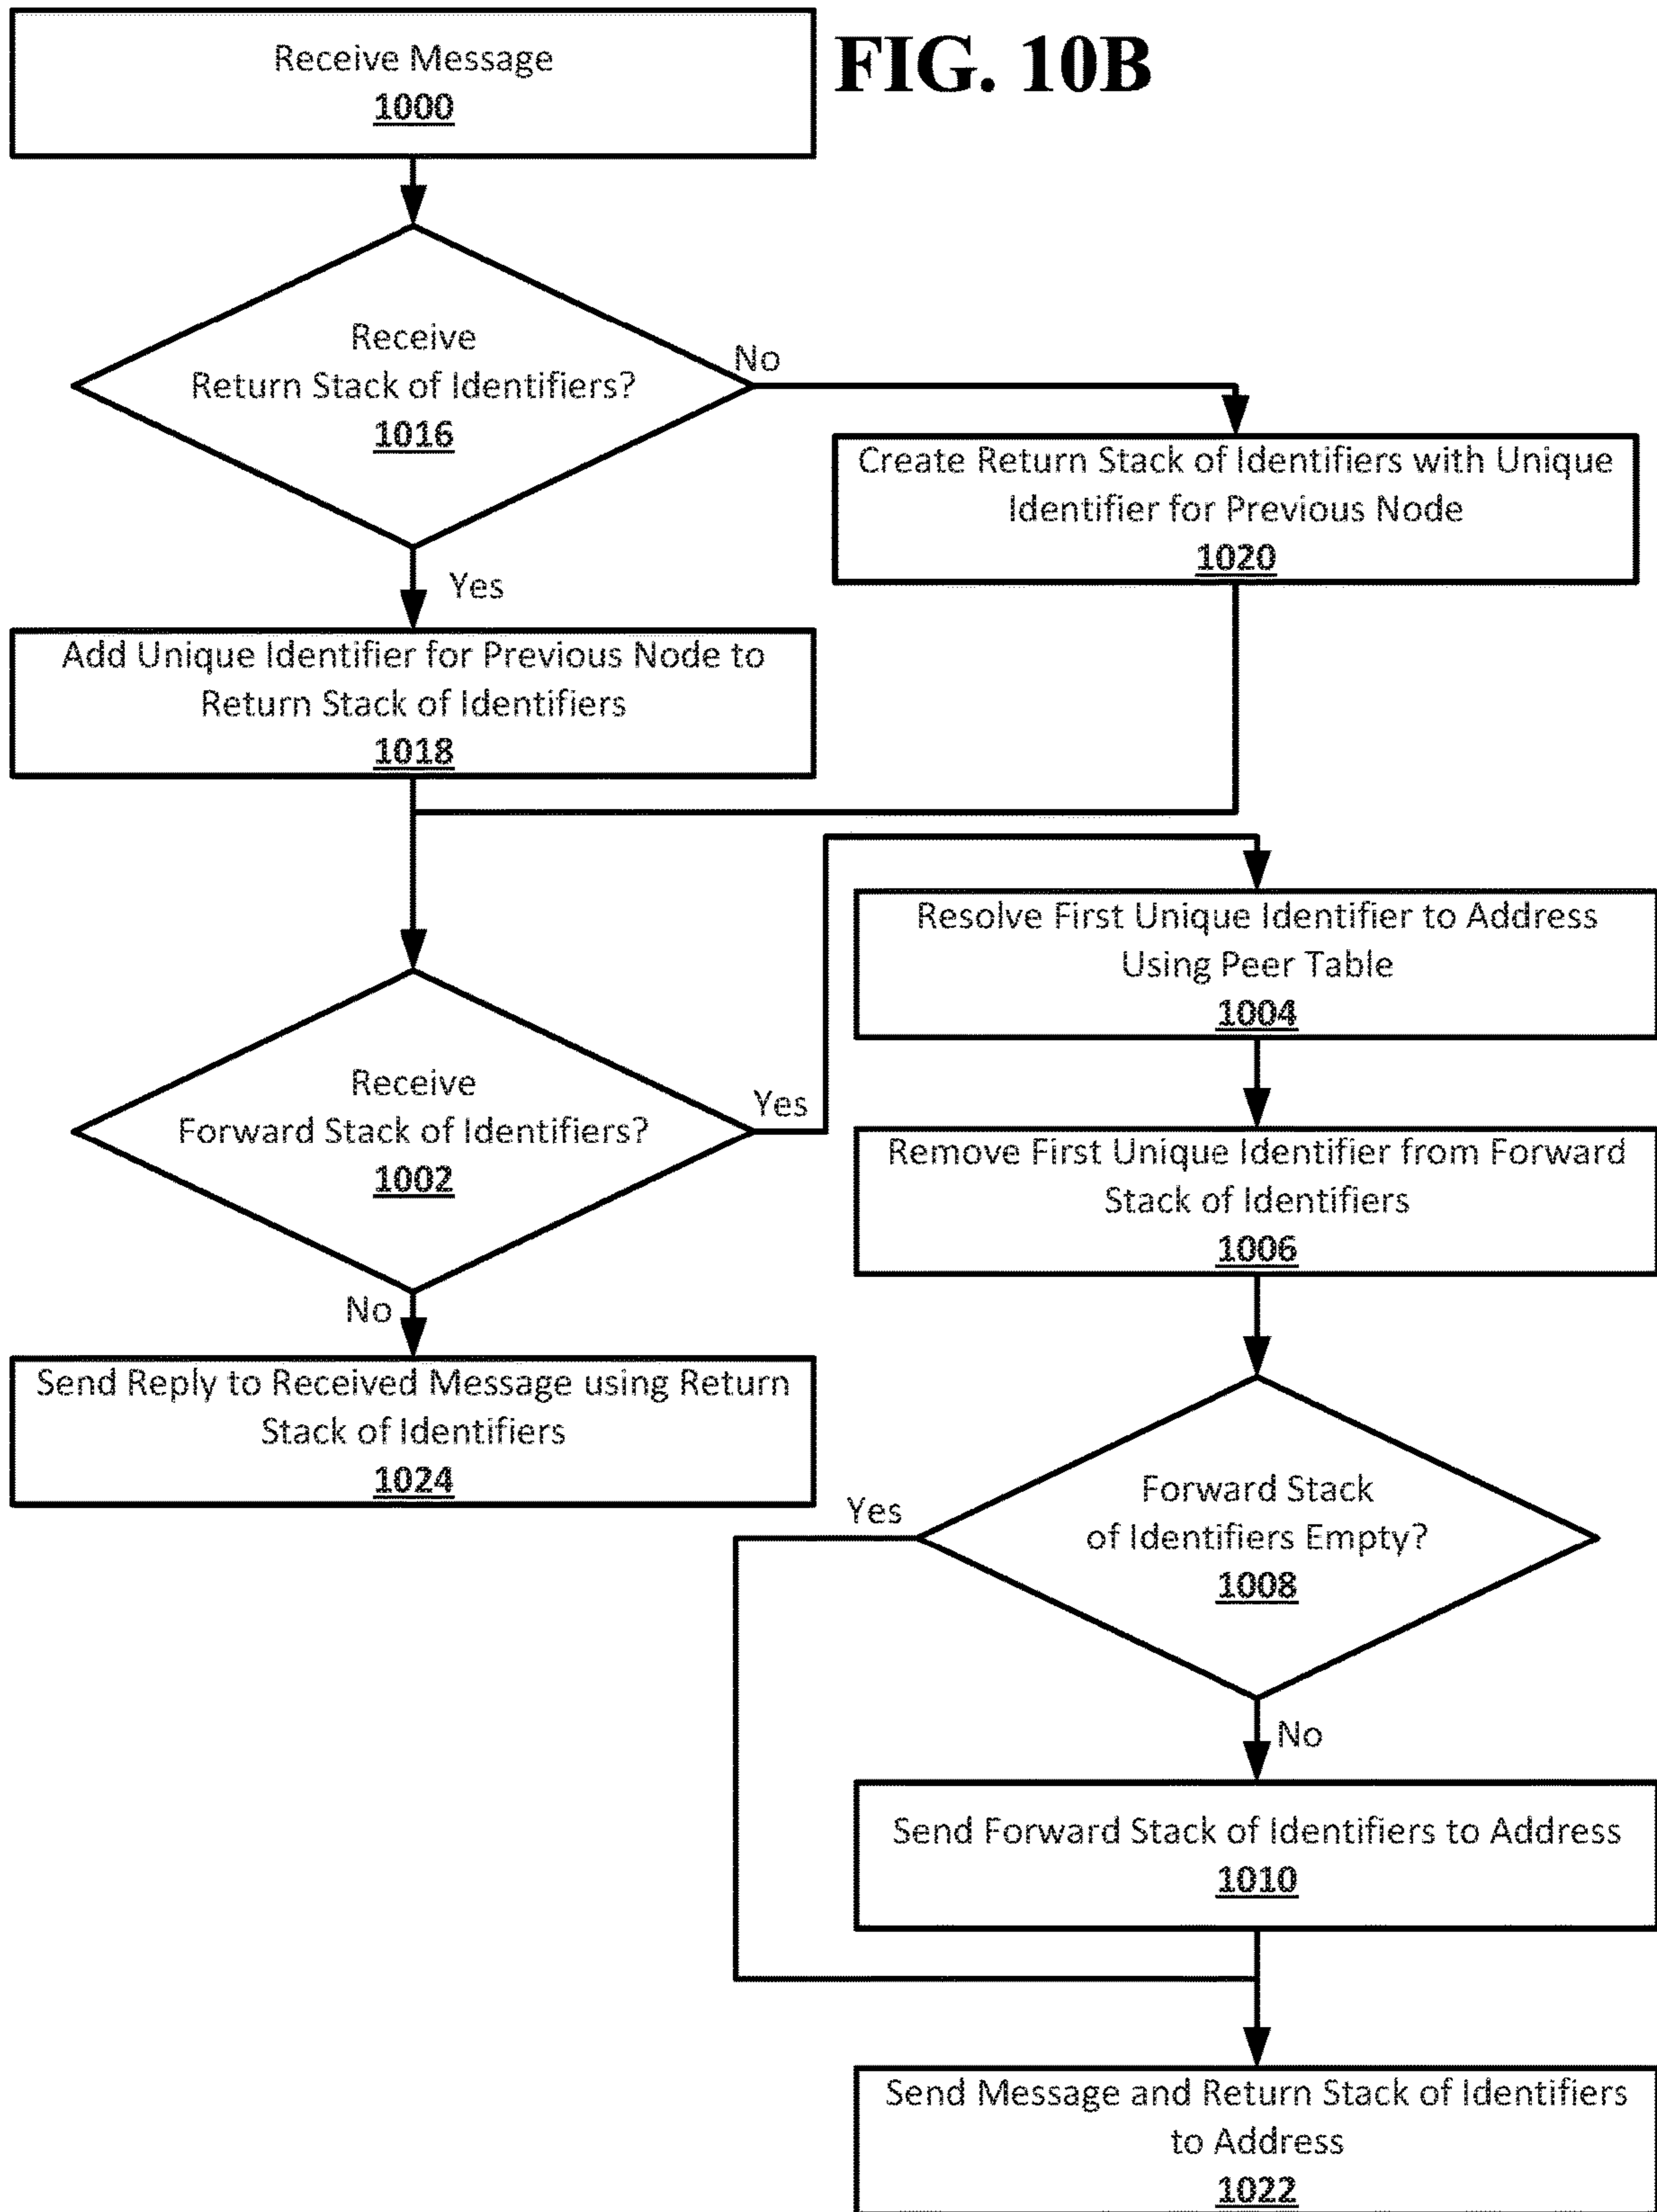 FIG. 10B
Receive Message
1000
Receive
Return Stack of Identifiers?
1016
No
Create Return Stack of Identifiers with Unique
Identifier for Previous Node
1020
Yes
Add Unique Identifier for Previous Node to
Return Stack of Identifiers
1018
Receive
Forward Stack of Identifiers?
1002
Yes
Resolve First Unique Identifier to Address
Using Peer Table
1004
Remove First Unique Identifier from Forward
Stack of Identifiers
1006
No
Send Reply to Received Message using Return
Stack of Identifiers
1024
Forward Stack
of Identifiers Empty?
1008
Yes
No
Send Forward Stack of Identifiers to Address
1010
Send Message and Return Stack of Identifiers
to Address
1022